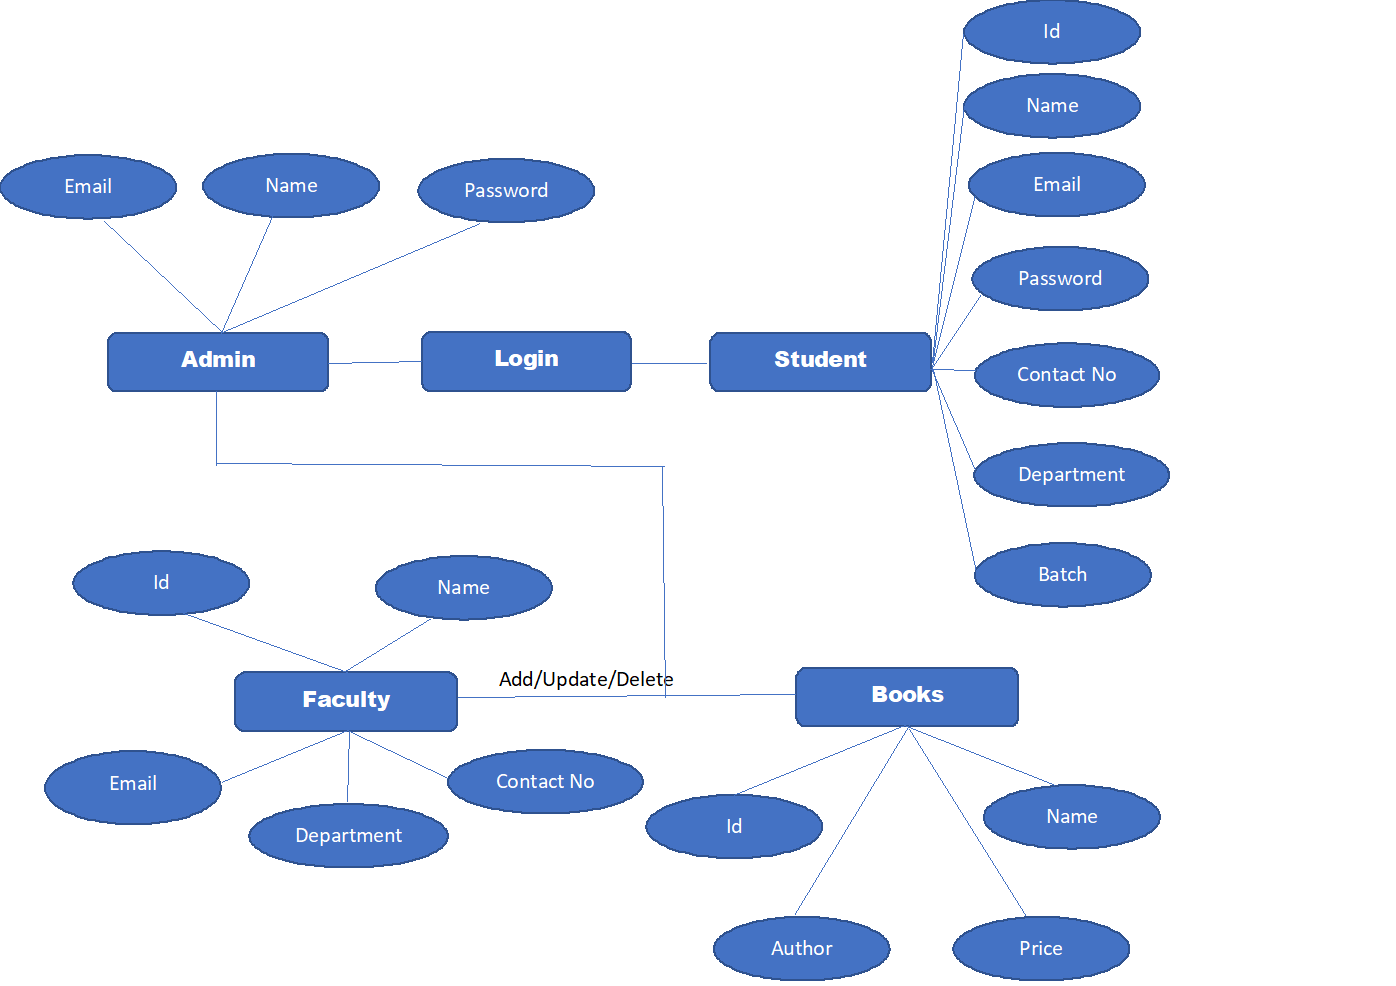 Id
Name
Email
Name
Password
Email
Password
Admin
Login
Student
Contact No
Department
Id
Name
Batch
Add/Update/Delete
Faculty
Books
Email
Contact No
Department
Id
Name
Author
Price